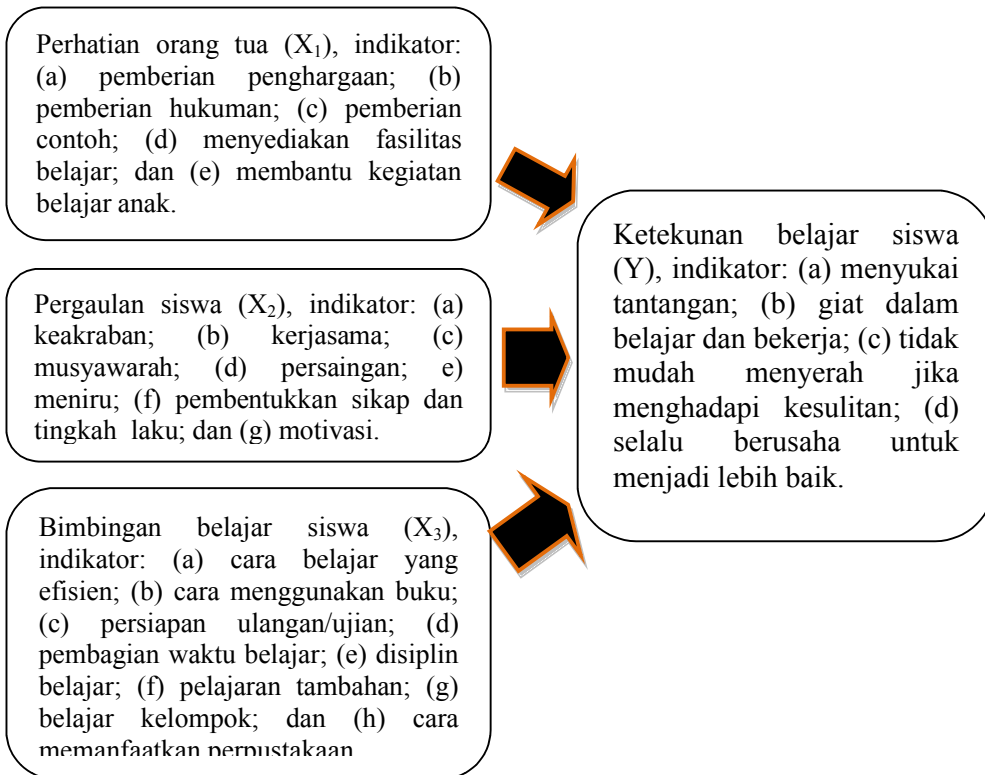 Perhatian orang tua (X₁), indikator:
(a) pemberian penghargaan; (b)
pemberian hukuman; (c) pemberian
contoh; (d) menyediakan fasilitas
belajar; dan (e) membantu kegiatan
belajar anak.
Pergaulan siswa (X₂), indikator: (a)
keakraban; (b) kerjasama; (c)
musyawarah; (d) persaingan; e)
meniru; (f) pembentukkan sikap dan
tingkah laku; dan (g) motivasi.
Bimbingan belajar siswa (X₃),
indikator: (a) cara belajar yang
efisien; (b) cara menggunakan buku;
(c) persiapan ulangan/ujian; (d)
pembagian waktu belajar; (e) disiplin
belajar; (f) pelajaran tambahan; (g)
belajar kelompok; dan (h) cara
memanfaatkan perpustakaan
Ketekunan belajar siswa
(Y), indikator: (a) menyukai
tantangan; (b) giat dalam
belajar dan bekerja; (c) tidak
mudah menyerah jika
menghadapi kesulitan; (d)
selalu berusaha untuk
menjadi lebih baik.